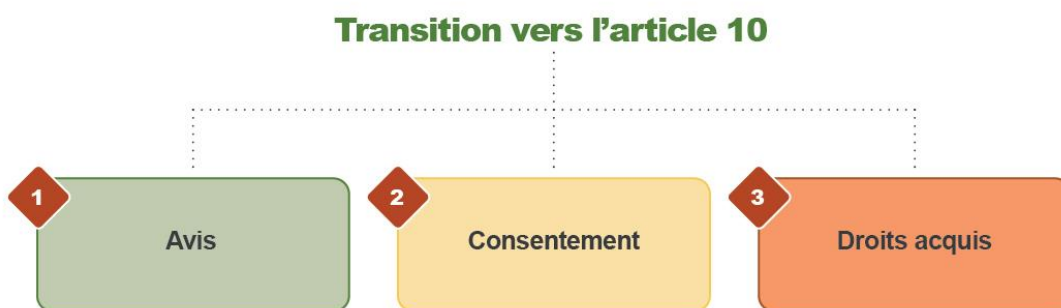 Transition vers l’article 10
1
Avis
2
Consentement
3
Droits acquis